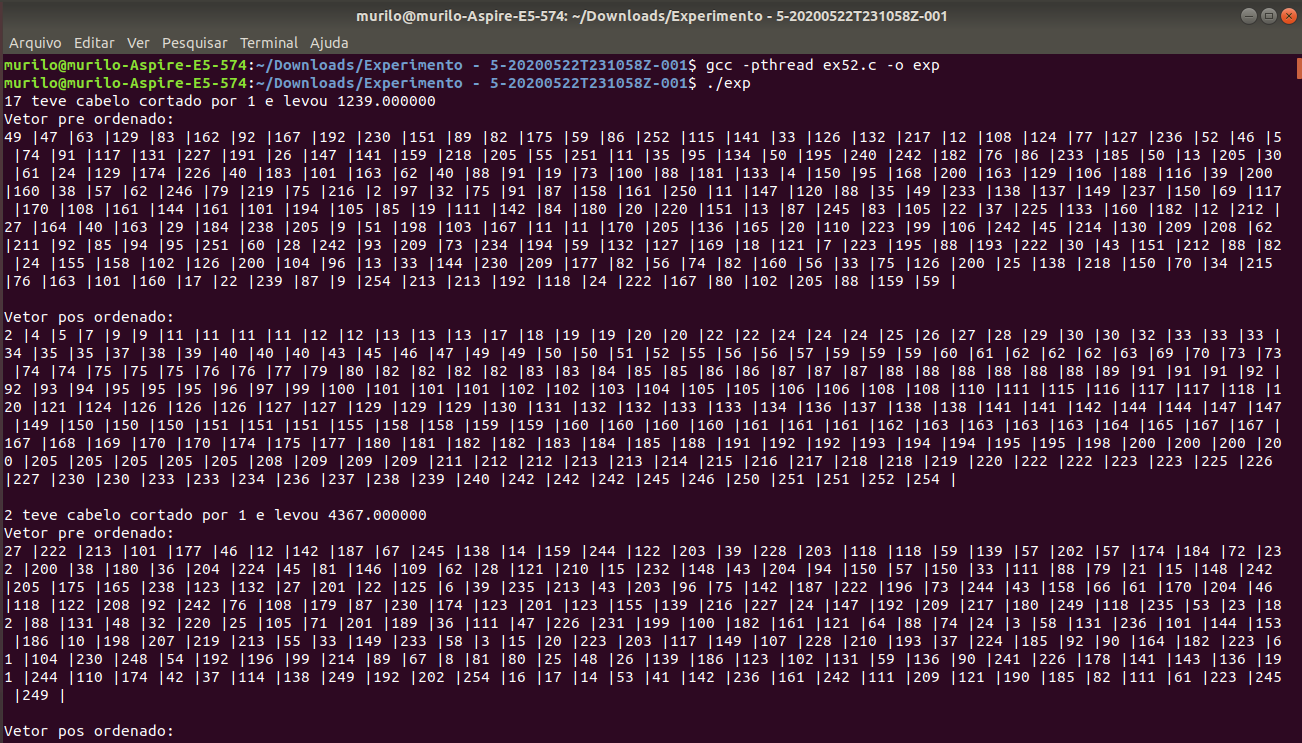 murilo@murilo-Aspire-E5-574: ~/Downloads/Experimento - 5-20200522T231058Z-001
Arquivo Editar Ver Pesquisar Terminal Ajuda
murilo@murilo-Aspire-E5-574:~/Downloads/Experimento - 5-20200522T231058Z-001$ gcc -pthread ex52.c -o exp
murilo@murilo-Aspire-E5-574:~/Downloads/Experimento - 5-20200522T231058Z-001$ ./exp
17 teve cabelo cortado por 1 e levou 1239.000000
Vetor pre ordenado:
49 |47 |63 |129 |83 |162 |92 |167 |192 |230 |151 |89 |82 |175 |59 |86 |252 |115 |141 |33 |126 |132 |217 |12 |108 |124 |77 |127 |236 |52 |46 |5
 |74 |91 |117 |131 |227 |191 |26 |147 |141 |159 |218 |205 |55 |251 |11 |35 |95 |134 |50 |195 |240 |242 |182 |76 |86 |233 |185 |50 |13 |205 |30
 |61 |24 |129 |174 |226 |40 |183 |101 |163 |62 |40 |88 |91 |19 |73 |100 |88 |181 |133 |4 |150 |95 |168 |200 |163 |129 |106 |188 |116 |39 |200
|160 |38 |57 |62 |246 |79 |219 |75 |216 |2 |97 |32 |75 |91 |87 |158 |161 |250 |11 |147 |120 |88 |35 |49 |233 |138 |137 |149 |237 |150 |69 |117
 |170 |108 |161 |144 |161 |101 |194 |105 |85 |19 |111 |142 |84 |180 |20 |220 |151 |13 |87 |245 |83 |105 |22 |37 |225 |133 |160 |182 |12 |212 |
27 |164 |40 |163 |29 |184 |238 |205 |9 |51 |198 |103 |167 |11 |11 |170 |205 |136 |165 |20 |110 |223 |99 |106 |242 |45 |214 |130 |209 |208 |62
|211 |92 |85 |94 |95 |251 |60 |28 |242 |93 |209 |73 |234 |194 |59 |132 |127 |169 |18 |121 |7 |223 |195 |88 |193 |222 |30 |43 |151 |212 |88 |82
 |24 |155 |158 |102 |126 |200 |104 |96 |13 |33 |144 |230 |209 |177 |82 |56 |74 |82 |160 |56 |33 |75 |126 |200 |25 |138 |218 |150 |70 |34 |215
|76 |163 |101 |160 |17 |22 |239 |87 |9 |254 |213 |213 |192 |118 |24 |222 |167 |80 |102 |205 |88 |159 |59 |
Vetor pos ordenado:
2 |4 |5 |7 |9 |9 |11 |11 |11 |11 |12 |12 |13 |13 |13 |17 |18 |19 |19 |20 |20 |22 |22 |24 |24 |24 |25 |26 |27 |28 |29 |30 |30 |32 |33 |33 |33 |
34 |35 |35 |37 |38 |39 |40 |40 |40 |43 |45 |46 |47 |49 |49 |50 |50 |51 |52 |55 |56 |56 |57 |59 |59 |59 |60 |61 |62 |62 |62 |63 |69 |70 |73 |73
 |74 |74 |75 |75 |75 |76 |76 |77 |79 |80 |82 |82 |82 |82 |83 |83 |84 |85 |85 |86 |86 |87 |87 |87 |88 |88 |88 |88 |88 |88 |89 |91 |91 |91 |92 |
92 |93 |94 |95 |95 |95 |96 |97 |99 |100 |101 |101 |101 |102 |102 |103 |104 |105 |105 |106 |106 |108 |108 |110 |111 |115 |116 |117 |117 |118 |1
20 |121 |124 |126 |126 |126 |127 |127 |129 |129 |129 |130 |131 |132 |132 |133 |133 |134 |136 |137 |138 |138 |141 |141 |142 |144 |144 |147 |147
 |149 |150 |150 |150 |151 |151 |151 |155 |158 |158 |159 |159 |160 |160 |160 |160 |161 |161 |161 |162 |163 |163 |163 |163 |164 |165 |167 |167 |
167 |168 |169 |170 |170 |174 |175 |177 |180 |181 |182 |182 |183 |184 |185 |188 |191 |192 |192 |193 |194 |194 |195 |195 |198 |200 |200 |200 |20
0 |205 |205 |205 |205 |205 |208 |209 |209 |209 |211 |212 |212 |213 |213 |214 |215 |216 |217 |218 |218 |219 |220 |222 |222 |223 |223 |225 |226
|227 |230 |230 |233 |233 |234 |236 |237 |238 |239 |240 |242 |242 |242 |245 |246 |250 |251 |251 |252 |254 |
2 teve cabelo cortado por 1 e levou 4367.000000
Vetor pre ordenado:
27 |222 |213 |101 |177 |46 |12 |142 |187 |67 |245 |138 |14 |159 |244 |122 |203 |39 |228 |203 |118 |118 |59 |139 |57 |202 |57 |174 |184 |72 |23
2 |200 |38 |180 |36 |204 |224 |45 |81 |146 |109 |62 |28 |121 |210 |15 |232 |148 |43 |204 |94 |150 |57 |150 |33 |111 |88 |79 |21 |15 |148 |242
|205 |175 |165 |238 |123 |132 |27 |201 |22 |125 |6 |39 |235 |213 |43 |203 |96 |75 |142 |187 |222 |196 |73 |244 |43 |158 |66 |61 |170 |204 |46
|118 |122 |208 |92 |242 |76 |108 |179 |87 |230 |174 |123 |201 |123 |155 |139 |216 |227 |24 |147 |192 |209 |217 |180 |249 |118 |235 |53 |23 |18
2 |88 |131 |48 |32 |220 |25 |105 |71 |201 |189 |36 |111 |47 |226 |231 |199 |100 |182 |161 |121 |64 |88 |74 |24 |3 |58 |131 |236 |101 |144 |153
 |186 |10 |198 |207 |219 |213 |55 |33 |149 |233 |58 |3 |15 |20 |223 |203 |117 |149 |107 |228 |210 |193 |37 |224 |185 |92 |90 |164 |182 |223 |6
1 |104 |230 |248 |54 |192 |196 |99 |214 |89 |67 |8 |81 |80 |25 |48 |26 |139 |186 |123 |102 |131 |59 |136 |90 |241 |226 |178 |141 |143 |136 |19
1 |244 |110 |174 |42 |37 |114 |138 |249 |192 |202 |254 |16 |17 |14 |53 |41 |142 |236 |161 |242 |111 |209 |121 |190 |185 |82 |111 |61 |223 |245
 |249 |
Vetor pos ordenado: